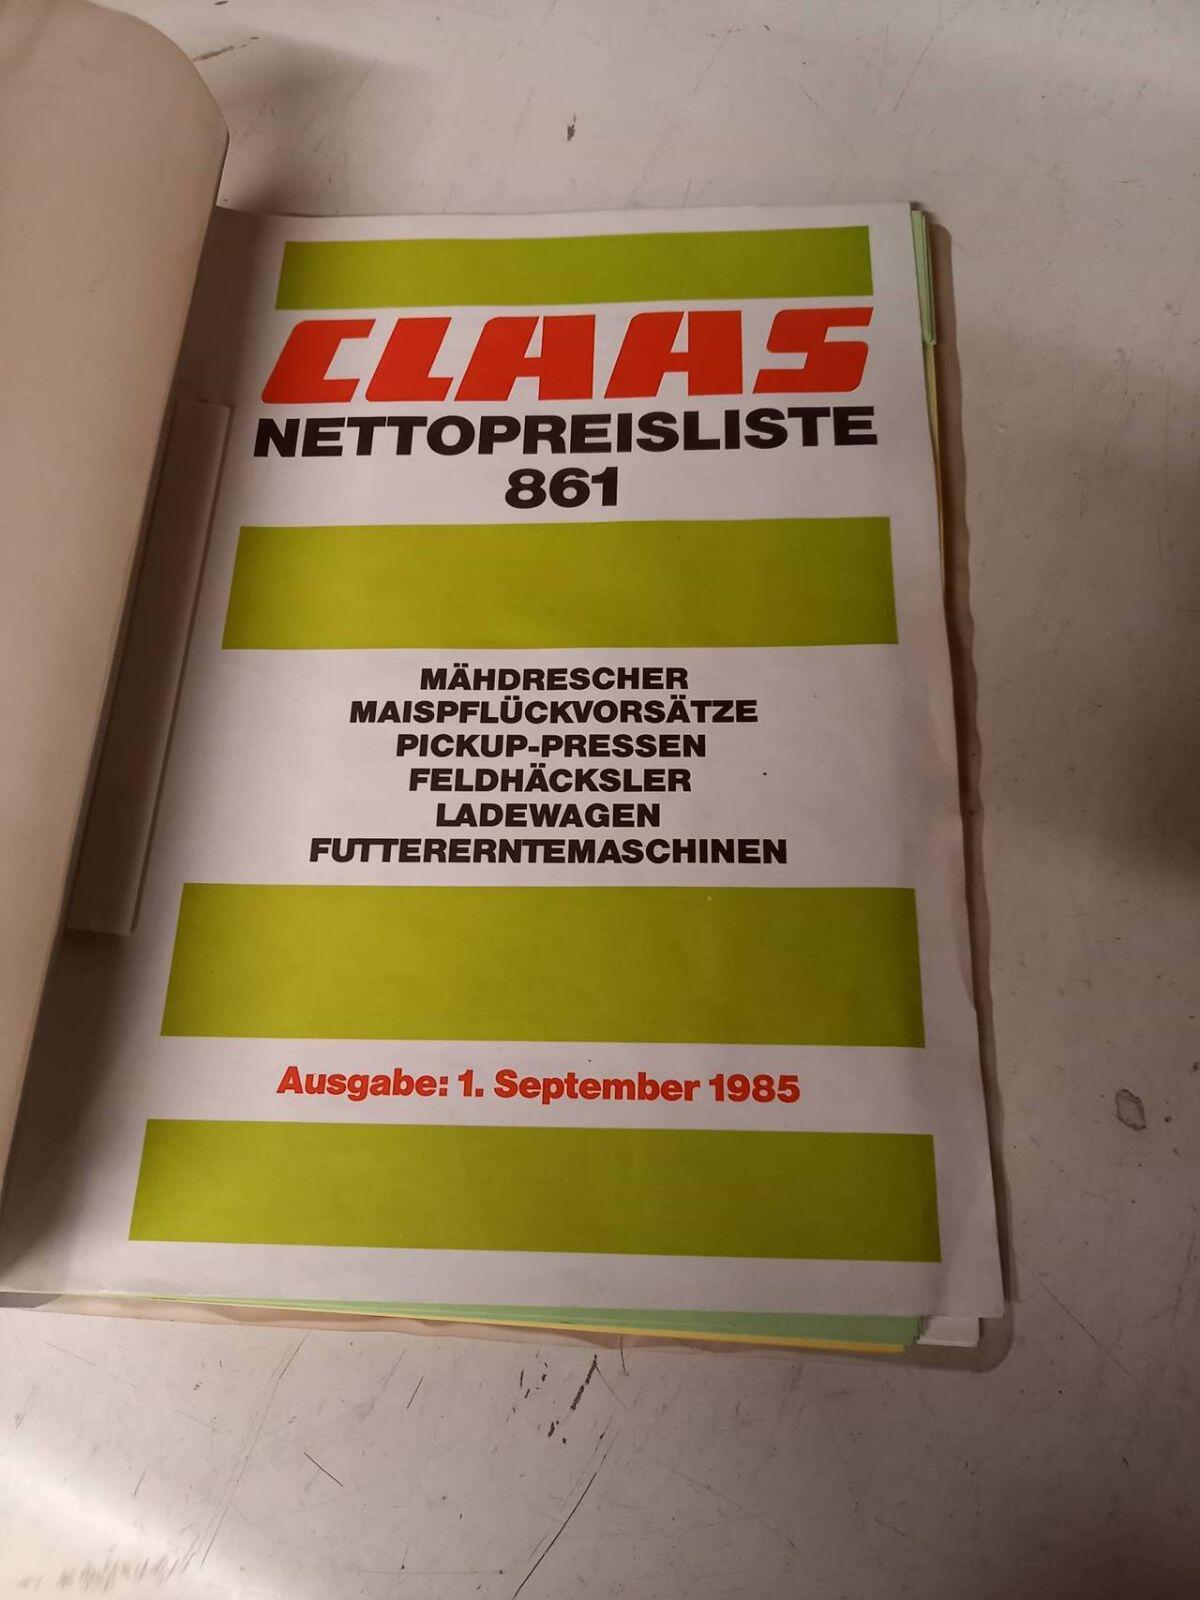 CLAAS
NETTOPREISLISTE
861
MÄHDRESCHER
MAISPFLÜCKVORSÄTZE
PICKUP-PRESSEN
FELDHÄCKSLER
LADEWAGEN
FUTTERERNTEMASCHINEN
Ausgabe: 1. September 1985